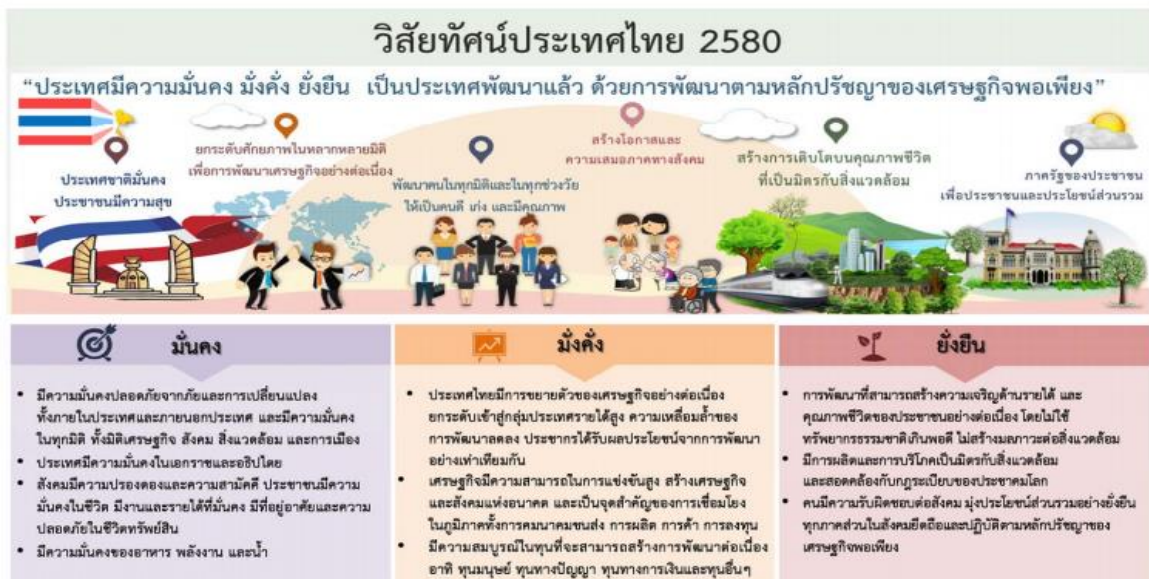 วิสัยทัศน์ประเทศไทย 2580
“ประเทศมีความมั่นคง มั่งคั่ง ยั่งยืน เป็นประเทศพัฒนาแล้ว ด้วยการพัฒนาตามหลักปรัชญาของเศรษฐกิจพอเพียง”
ประเทศชาติมั่นคง
ประชาชนมีความสุข
ยกระดับศักยภาพในหลากหลายมิติ
เพื่อการพัฒนาเศรษฐกิจอย่างต่อเนื่อง
พัฒนาคนในทุกมิติและในทุกช่วงวัย
ให้เป็นคนดี เก่ง และมีคุณภาพ
สร้างโอกาสและ
ความเสมอภาคทางสังคม
สร้างการเติบโตบนคุณภาพชีวิต
ที่เป็นมิตรกับสิ่งแวดล้อม
ภาครัฐของประชาชน
เพื่อประชาชนและประโยชน์ส่วนรวม
มั่นคง
• มีความมั่นคงปลอดภัยจากภัยและการเปลี่ยนแปลง
ทั้งภายในประเทศและภายนอกประเทศ และมีความมั่นคง
ในทุกมิติ ทั้งมิติเศรษฐกิจ สังคม สิ่งแวดล้อม และการเมือง
• ประเทศมีความมั่นคงในเอกราชและอธิปไตย
• สังคมมีความปรองดองและความสามัคคี ประชาชนมีความ
มั่นคงในชีวิต มีงานและรายได้ที่มั่นคง มีที่อยู่อาศัยและความ
ปลอดภัยในชีวิตทรัพย์สิน
• มีความมั่นคงของอาหาร พลังงาน และน้ำ
มั่งคั่ง
• ประเทศไทยมีการขยายตัวของเศรษฐกิจอย่างต่อเนื่อง
ยกระดับเข้าสู่กลุ่มประเทศรายได้สูง ความเหลื่อมล้ำของ
การพัฒนาลดลง ประชากรได้รับผลประโยชน์จากการพัฒนา
อย่างเท่าเทียมกัน
• เศรษฐกิจมีความสามารถในการแข่งขันสูง สร้างเศรษฐกิจ
และสังคมแห่งอนาคต และเป็นจุดสำคัญของการเชื่อมโยง
ในภูมิภาคทั้งการคมนาคมขนส่ง การผลิต การค้า การลงทุน
• มีความสมบูรณ์ในทุนที่จะสามารถสร้างการพัฒนาต่อเนื่อง
อาทิ ทุนมนุษย์ ทุนทางปัญญา ทุนทางการเงินและทุนอื่นๆ
ยั่งยืน
• การพัฒนาที่สามารถสร้างความเจริญด้านรายได้ และ
คุณภาพชีวิตของประชาชนอย่างต่อเนื่อง โดยไม่ใช้
ทรัพยากรธรรมชาติเกินพอดี ไม่สร้างมลภาวะต่อสิ่งแวดล้อม
• มีการผลิตและการบริโภคเป็นมิตรกับสิ่งแวดล้อม
และสอดคล้องกับกฎระเบียบของประชาคมโลก
• คนมีความรับผิดชอบต่อสังคม มุ่งประโยชน์ส่วนรวมอย่างยั่งยืน
ทุกภาคส่วนในสังคมยึดถือและปฏิบัติตามหลักปรัชญาของ
เศรษฐกิจพอเพียง